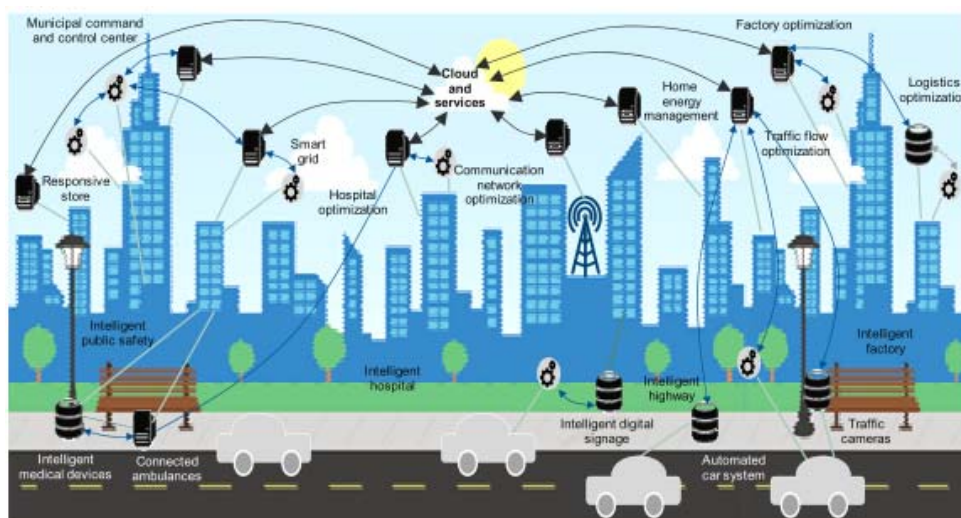 Municipal command
and control center
Factory optimization
Cloud and
services
Home
energy
management
Logistics
optimization
Smart
grid
Traffic flow
optimization
Responsive
store
Hospital
optimization
Communication
network
optimization
Intelligent
public safety
Intelligent
hospital
Intelligent
highway
Intelligent
factory
Intelligent digital
signage
Traffic
cameras
Intelligent
medical devices
Connected
ambulances
Automated
car system